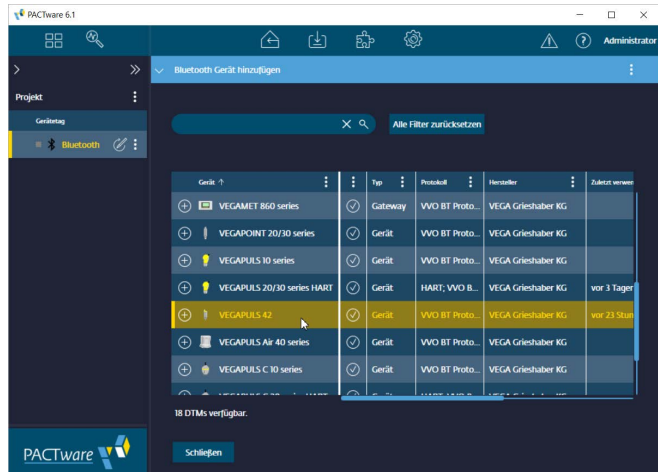 PACTware 6.1
Administrator
Bluetooth Gerät hinzufügen
Projekt
Gerätetag
Bluetooth
Alle Filter zurücksetzen
Gerät Typ Protokoll Hersteller Zuletzt verwen
VEGAMET 860 series Gateway VVO BT Proto... VEGA Grieshaber KG
VEGAPOINT 20/30 series Gerät VVO BT Proto... VEGA Grieshaber KG
VEGAPULS 10 series Gerät VVO BT Proto... VEGA Grieshaber KG
VEGAPULS 20/30 series HART Gerät HART; VVO B... VEGA Grieshaber KG vor 3 Tagen
VEGAPULS 42 Gerät VVO BT Proto... VEGA Grieshaber KG vor 23 Stun
VEGAPULS Air 40 series Gerät VVO BT Proto... VEGA Grieshaber KG
VEGAPULS C 10 series Gerät VVO BT Proto... VEGA Grieshaber KG
18 DTMs verfügbar.
PACTware
Schließen